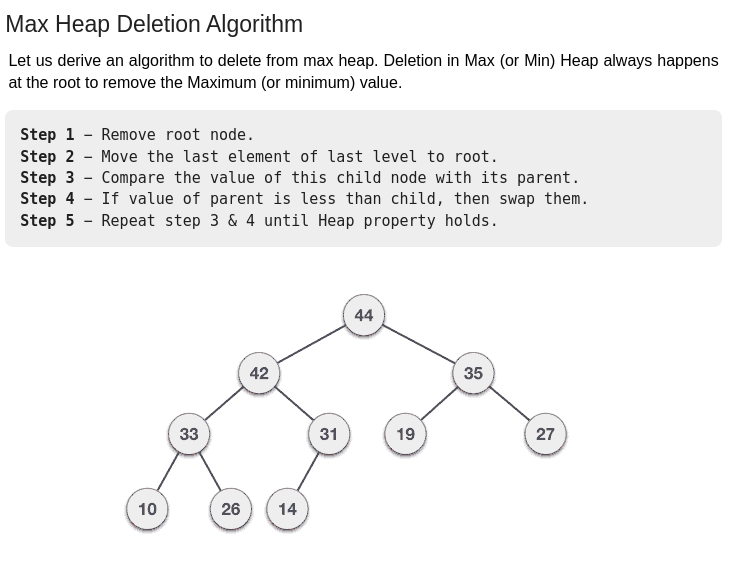 Max Heap Deletion Algorithm
Let us derive an algorithm to delete from max heap. Deletion in Max (or Min) Heap always happens
at the root to remove the Maximum (or minimum) value.
Step 1 − Remove root node.
Step 2 − Move the last element of last level to root.
Step 3 − Compare the value of this child node with its parent.
Step 4 − If value of parent is less than child, then swap them.
Step 5 − Repeat step 3 & 4 until Heap property holds.
44
42 35
33 31 19 27
10 26 14